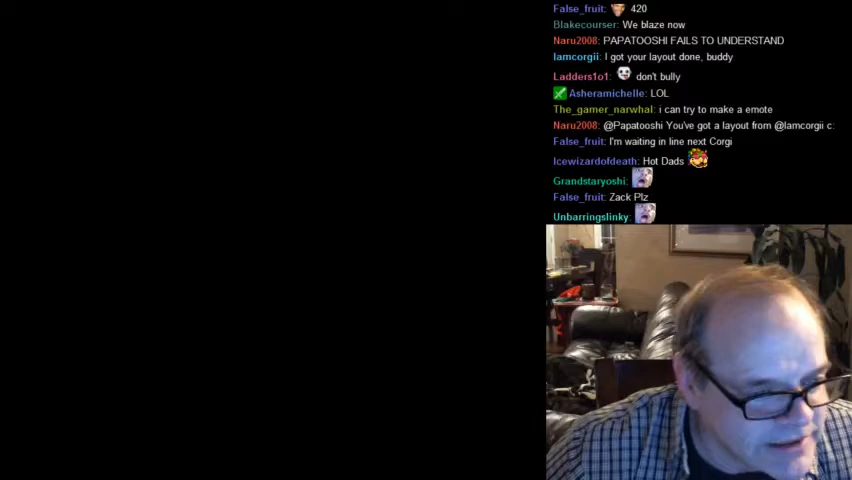 False_fruit: 420
Blakecourser: We blaze now
Naru2008: PAPATOOSHI FAILS TO UNDERSTAND
Iamcorgii: I got your layout done, buddy
Ladders1o1: don't bully
Asheramichelle: LOL
The_gamer_narwhal: i can try to make a emote
Naru2008: @Papatooshi You've got a layout from @Iamcorgii c:
False_fruit: I'm waiting in line next Corgi
Icewizardofdeath: Hot Dads
Grandstaryoshi:
False_fruit: Zack Plz
Unbarringslinky: